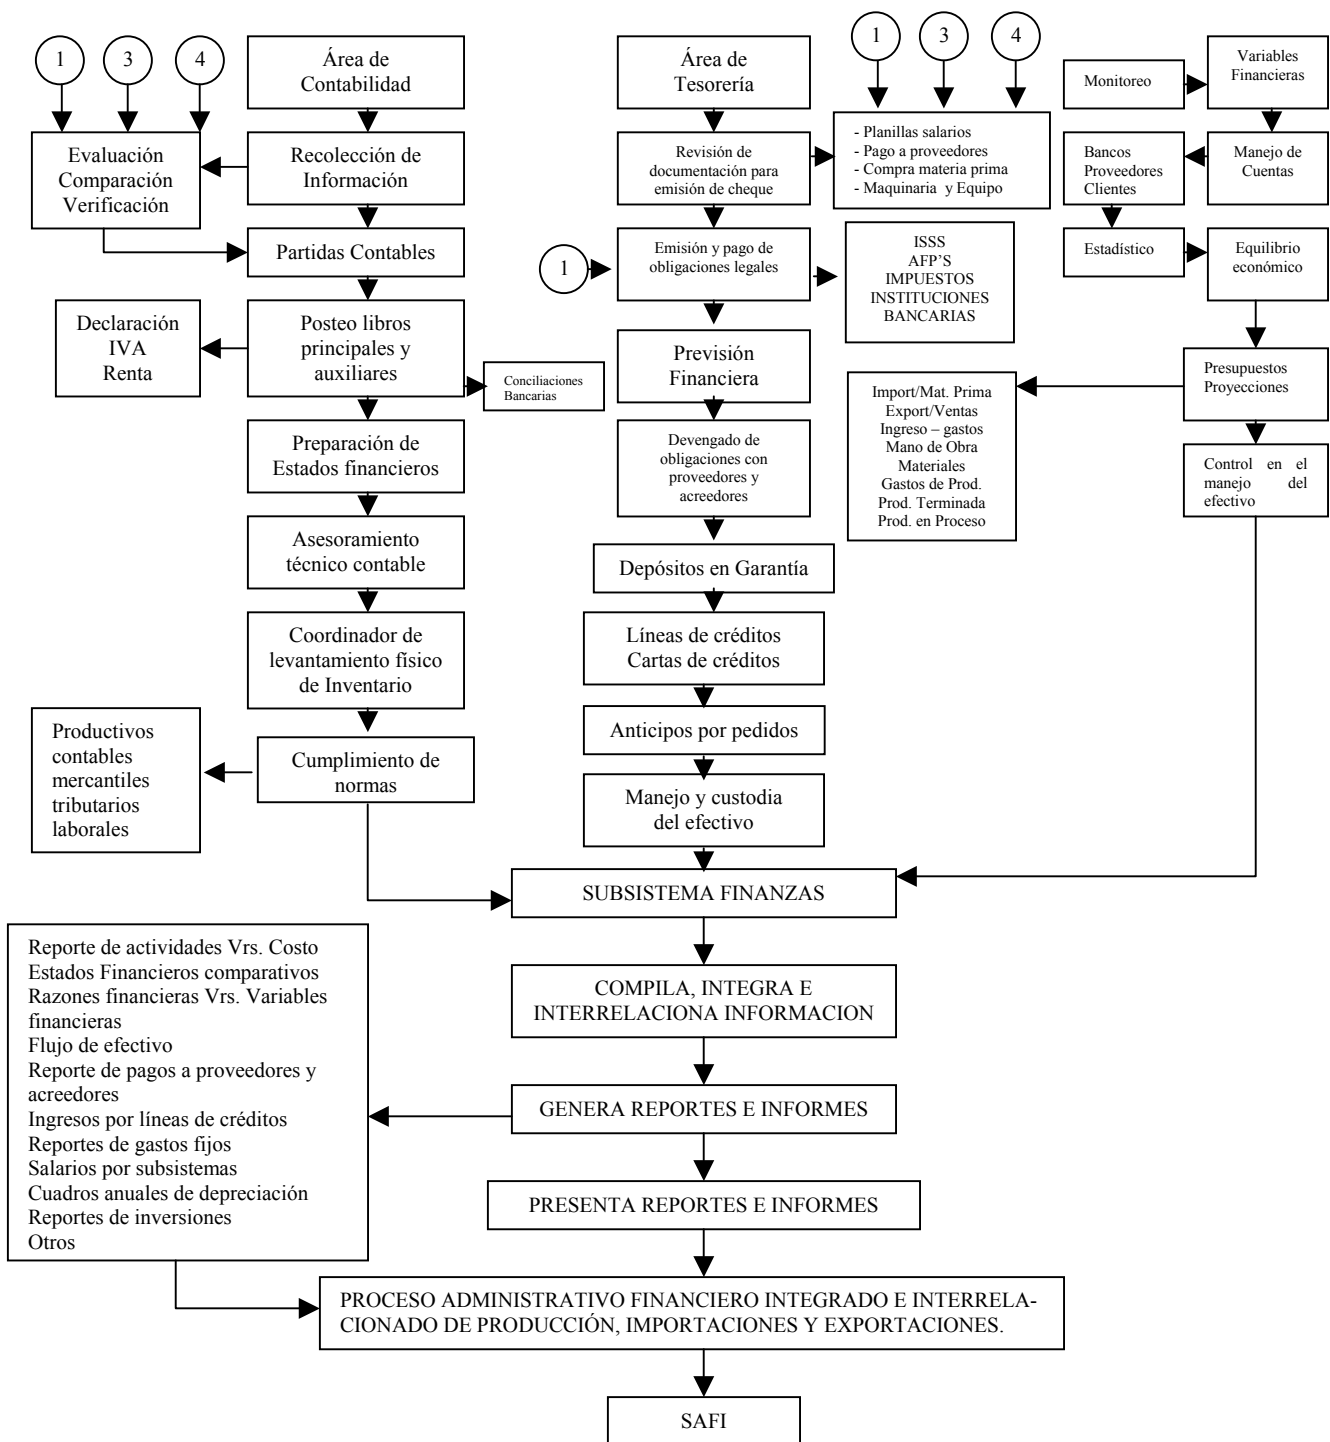 1
3
4
Área de
Contabilidad
Evaluación
Comparación
Verificación
Recolección de
Información
Partidas Contables
Declaración
IVA
Renta
Posteo libros
principales y
auxiliares
Conciliaciones
Bancarias
Preparación de
Estados financieros
Asesoramiento
técnico contable
Coordinador de
levantamiento físico
de Inventario
Productivos
contables
mercantiles
tributarios
laborales
Cumplimiento de
normas
Área de
Tesorería
1
3
4
Revisión de
documentación para
emisión de cheque
- Planillas salarios
- Pago a proveedores
- Compra materia prima
- Maquinaria y Equipo
1
Emisión y pago de
obligaciones legales
ISSS
AFP'S
IMPUESTOS
INSTITUCIONES
BANCARIAS
Previsión
Financiera
Devengado de
obligaciones con
proveedores y
acreedores
Depósitos en Garantía
Líneas de créditos
Cartas de créditos
Anticipos por pedidos
Manejo y custodia
del efectivo
Monitoreo
Variables
Financieras
Bancos
Proveedores
Clientes
Manejo de
Cuentas
Estadístico
Equilibrio
económico
Presupuestos
Proyecciones
Import/Mat. Prima
Export/Ventas
Ingreso – gastos
Mano de Obra
Materiales
Gastos de Prod.
Prod. Terminada
Prod. en Proceso
Control en el
manejo del
efectivo
SUBSISTEMA FINANZAS
COMPILA, INTEGRA E
INTERRELACIONA INFORMACION
GENERA REPORTES E INFORMES
Reporte de actividades Vrs. Costo
Estados Financieros comparativos
Razones financieras Vrs. Variables
financieras
Flujo de efectivo
Reporte de pagos a proveedores y
acreedores
Ingresos por líneas de créditos
Reportes de gastos fijos
Salarios por subsistemas
Cuadros anuales de depreciación
Reportes de inversiones
Otros
PRESENTA REPORTES E INFORMES
PROCESO ADMINISTRATIVO FINANCIERO INTEGRADO E INTERRELA-
CIONADO DE PRODUCCIÓN, IMPORTACIONES Y EXPORTACIONES.
SAFI